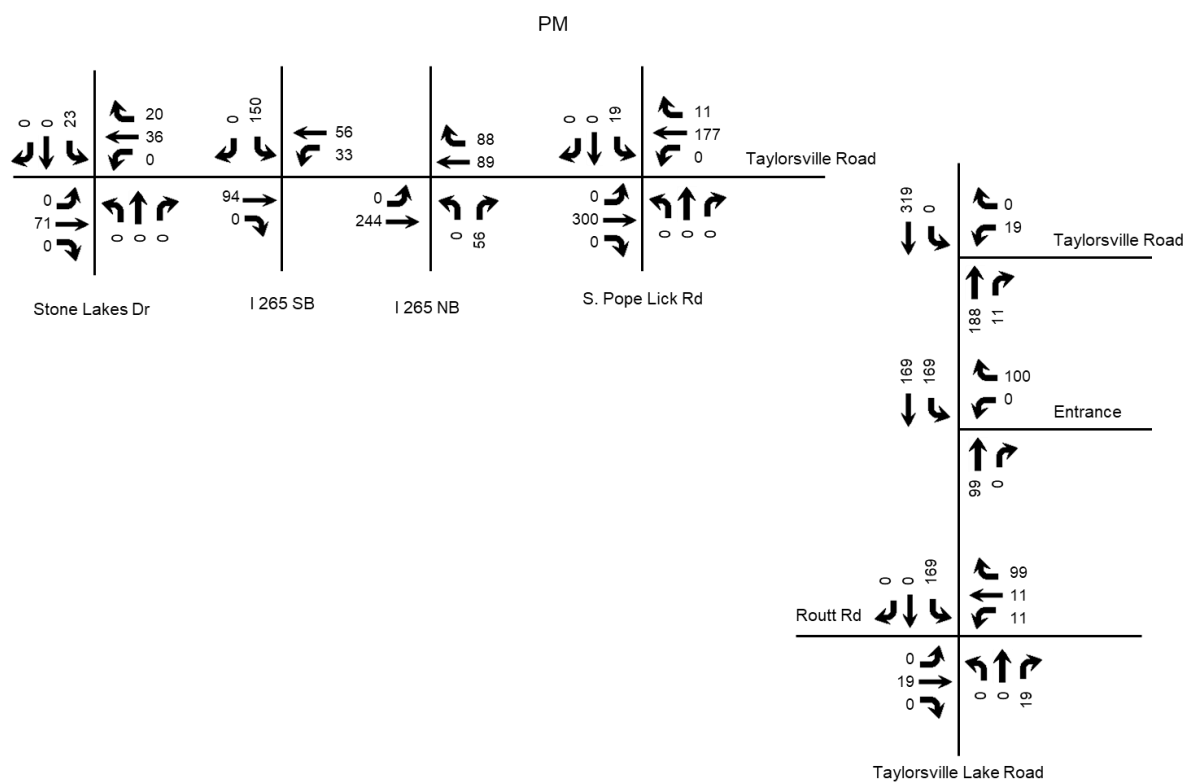 PM
0 0 23
20
36
0
0
71
0
0 0 0
Stone Lakes Dr
0 150
56
33
94
0
I 265 SB
88
89
0
244
0 56
I 265 NB
0 0 19
11
177
0
0
300
0
0 0 0
S. Pope Lick Rd
Taylorsville Road
319 0
0
19
Taylorsville Road
188 11
169 169
100
0
Entrance
99 0
0 0 169
99
11
11
Routt Rd
0
19
0
0 0 19
Taylorsville Lake Road